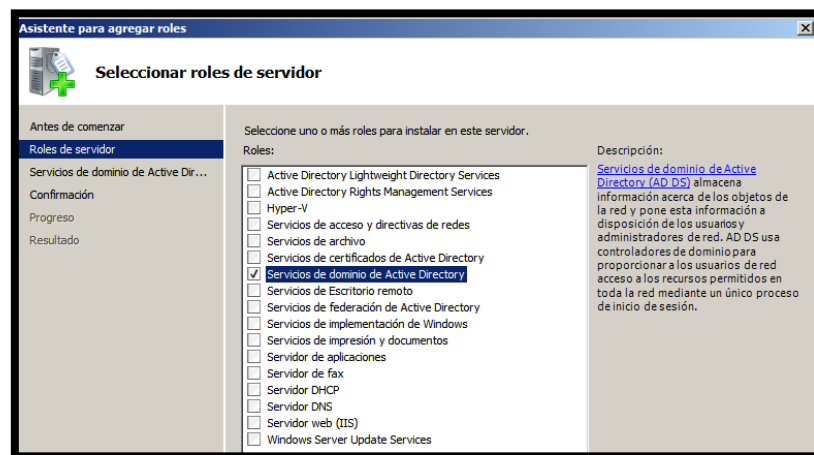 Asistente para agregar roles
Seleccionar roles de servidor
Antes de comenzar
Roles de servidor
Servicios de dominio de Active Dir...
Confirmación
Progreso
Resultado
Seleccione uno o más roles para instalar en este servidor.
Roles:
Active Directory Lightweight Directory Services
Active Directory Rights Management Services
Hyper-V
Servicios de acceso y directivas de redes
Servicios de archivo
Servicios de certificados de Active Directory
Servicios de dominio de Active Directory
Servicios de Escritorio remoto
Servicios de federación de Active Directory
Servicios de implementación de Windows
Servicios de impresión y documentos
Servidor de aplicaciones
Servidor de fax
Servidor DHCP
Servidor DNS
Servidor web (IIS)
Windows Server Update Services
Descripción:
Servicios de dominio de Active
Directory (AD DS) almacena
información acerca de los objetos de
la red y pone esta información a
disposición de los usuarios y
administradores de red. AD DS usa
controladores de dominio para
proporcionar a los usuarios de red
acceso a los recursos permitidos en
toda la red mediante un único proceso
de inicio de sesión.